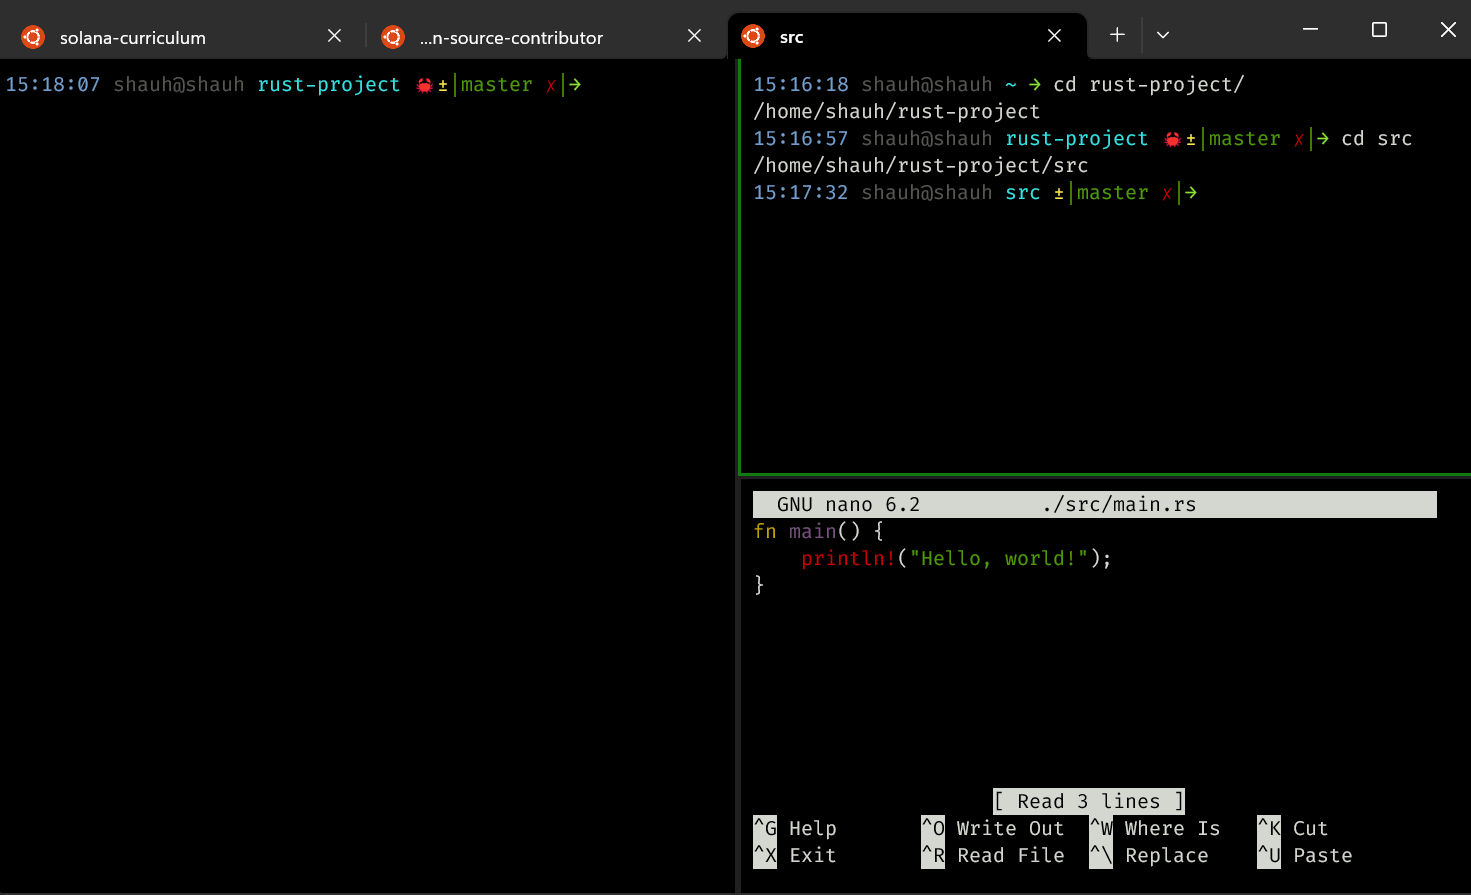 solana-curriculum
...n-source-contributor
src
15:18:07 shauh@shauh rust-project 🦀±|master ✗|→
15:16:18 shauh@shauh ~ → cd rust-project/
/home/shauh/rust-project
15:16:57 shauh@shauh rust-project 🦀±|master ✗|→ cd src
/home/shauh/rust-project/src
15:17:32 shauh@shauh src ±|master ✗|→
GNU nano 6.2 ./src/main.rs
fn main() {
    println!("Hello, world!");
}
[ Read 3 lines ]
^G Help ^O Write Out ^W Where Is ^K Cut
^X Exit ^R Read File ^\ Replace ^U Paste